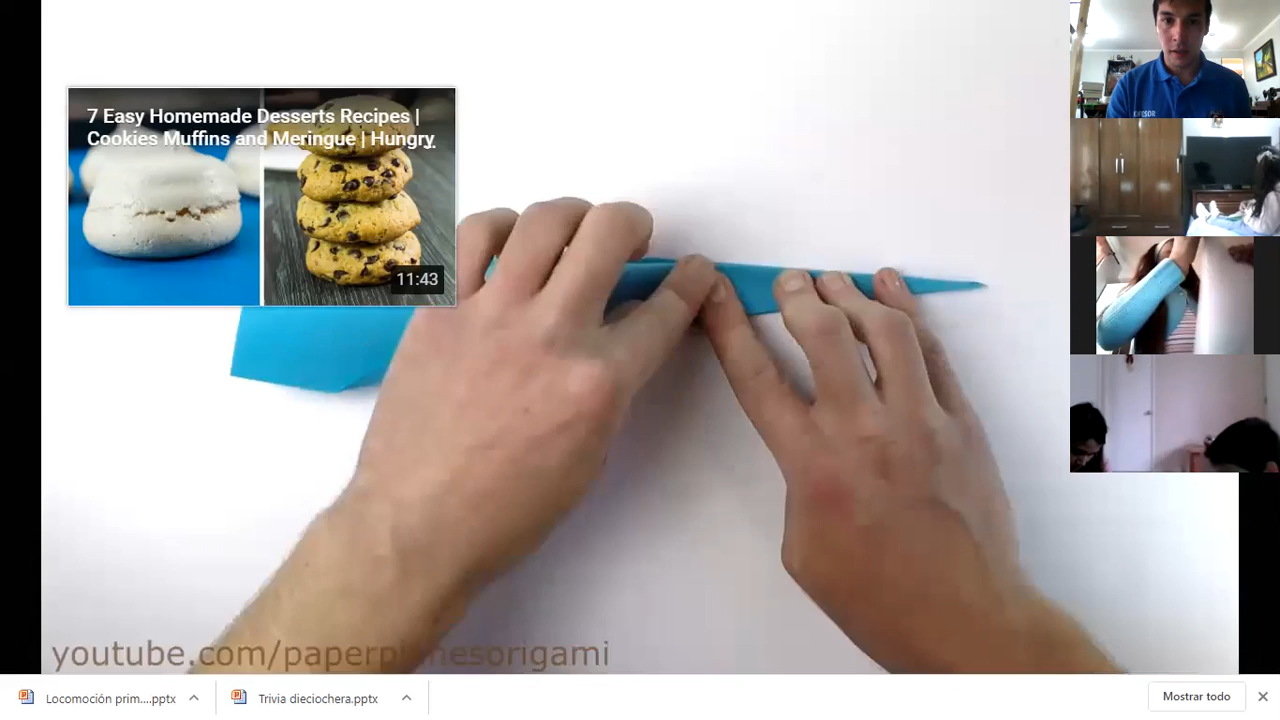 7 Easy Homemade Desserts Recipes |
Cookies Muffins and Meringue | Hungry
11:43
youtube.com/paperplanesorigami
Locomoción prim....pptx
Trivia dieciochera.pptx
Mostrar todo